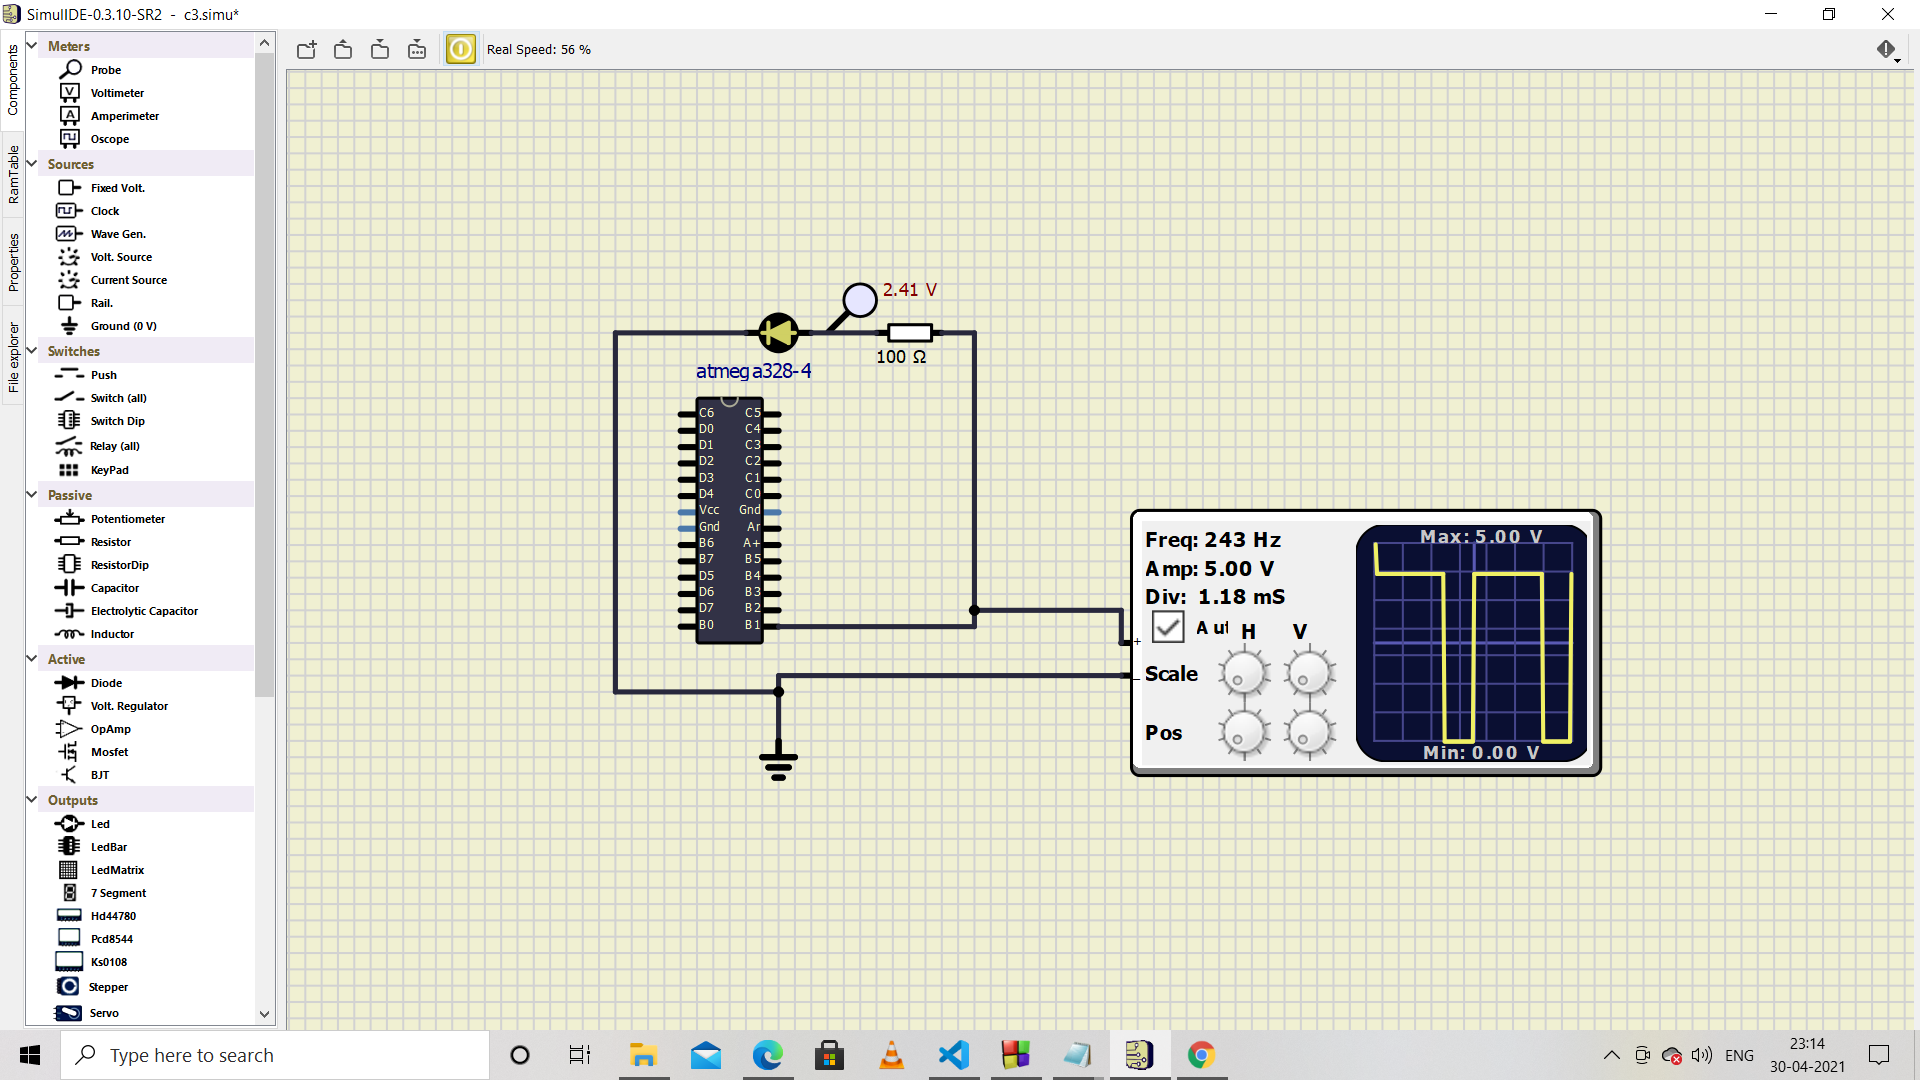 SimulIDE-0.3.10-SR2 - c3.simu*
Real Speed: 56 %
Components
RamTable
Properties
File explorer
Meters
Probe
Voltimeter
Amperimeter
Oscope
Sources
Fixed Volt.
Clock
Wave Gen.
Volt. Source
Current Source
Rail.
Ground (0 V)
Switches
Push
Switch (all)
Switch Dip
Relay (all)
KeyPad
Passive
Potentiometer
Resistor
ResistorDip
Capacitor
Electrolytic Capacitor
Inductor
Active
Diode
Volt. Regulator
OpAmp
Mosfet
BJT
Outputs
Led
LedBar
LedMatrix
7 Segment
Hd44780
Pcd8544
Ks0108
Stepper
Servo
2.41 V
100 Ω
atmega328-4
C6 C5
D0 C4
D1 C3
D2 C2
D3 C1
D4 C0
Vcc Gnd
Gnd Ar
B6 A+
B7 B5
D5 B4
D6 B3
D7 B2
B0 B1
Freq: 243 Hz
Amp: 5.00 V
Div: 1.18 mS
+
Aut H V
−
Scale
Pos
Max: 5.00 V
Min: 0.00 V
Type here to search
ENG
23:14
30-04-2021